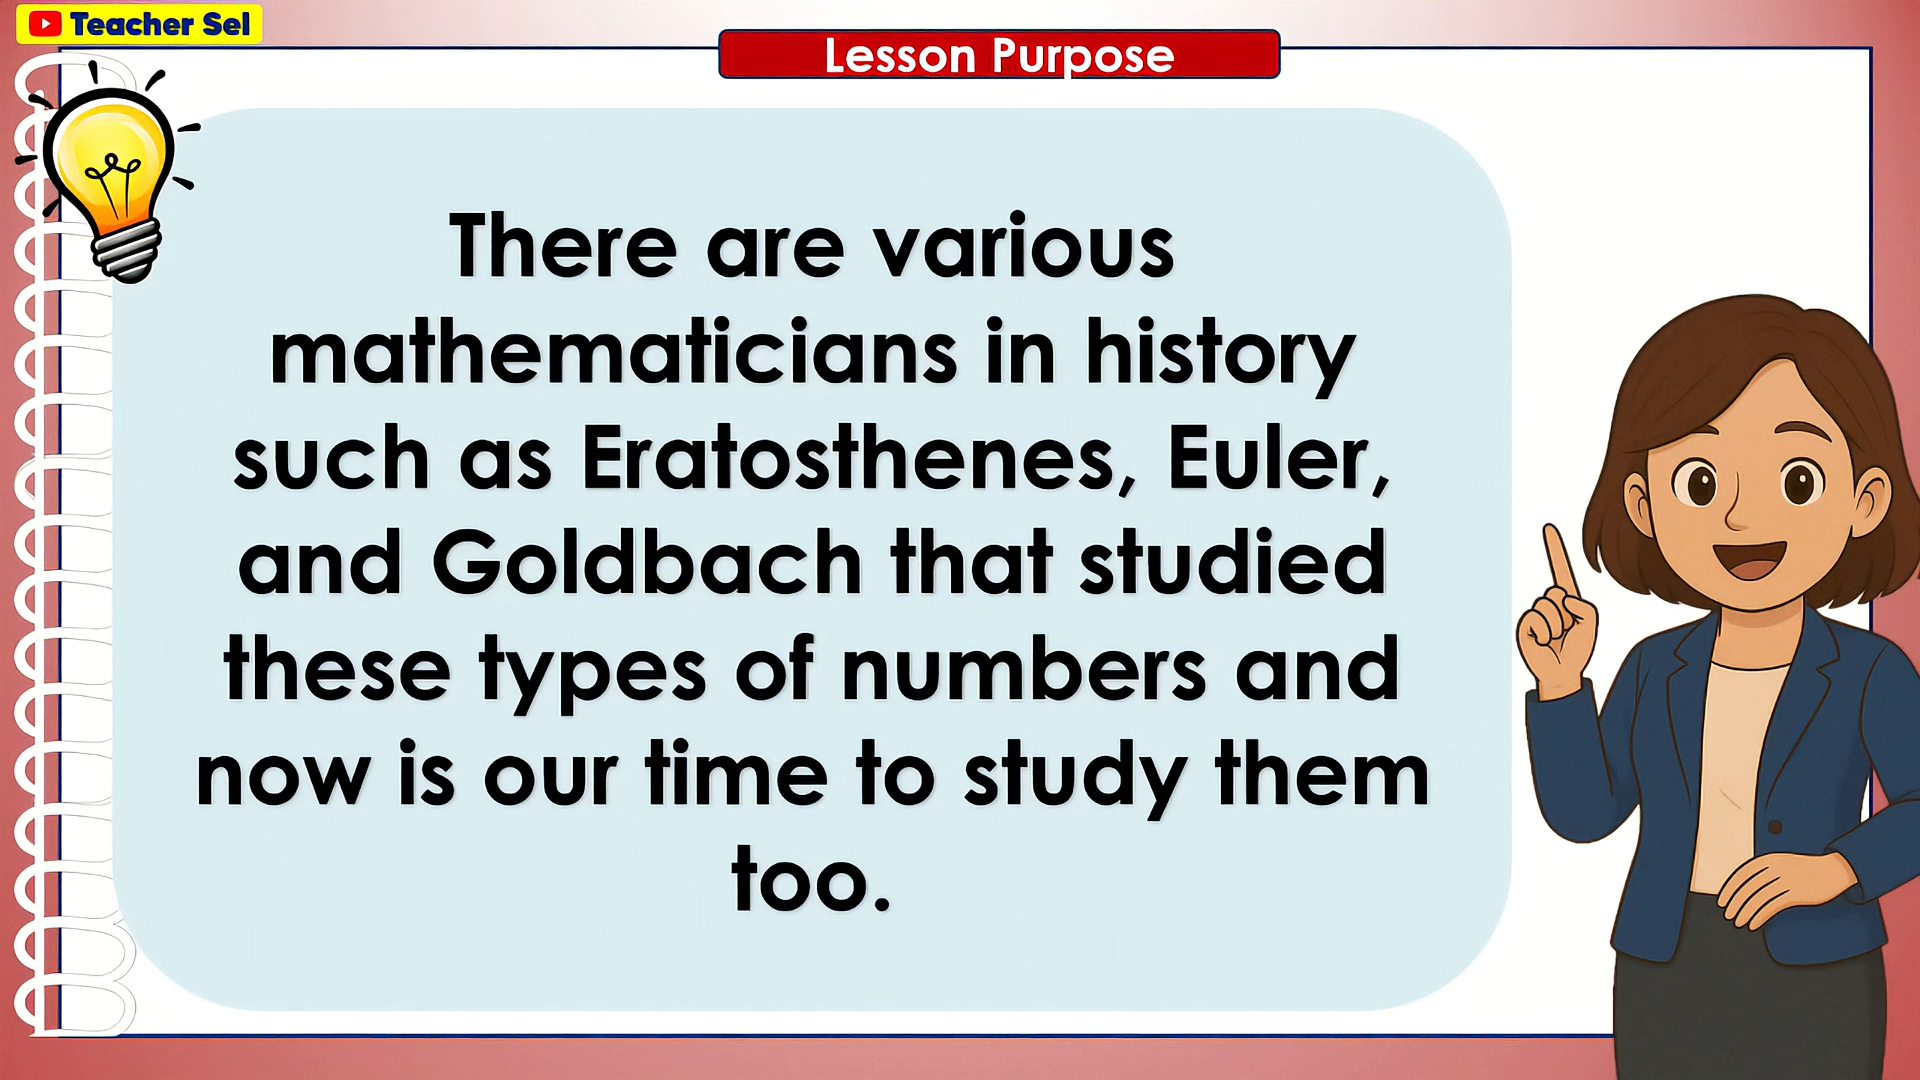 Teacher Sel
Lesson Purpose
There are various
mathematicians in history
such as Eratosthenes, Euler,
and Goldbach that studied
these types of numbers and
now is our time to study them
too.